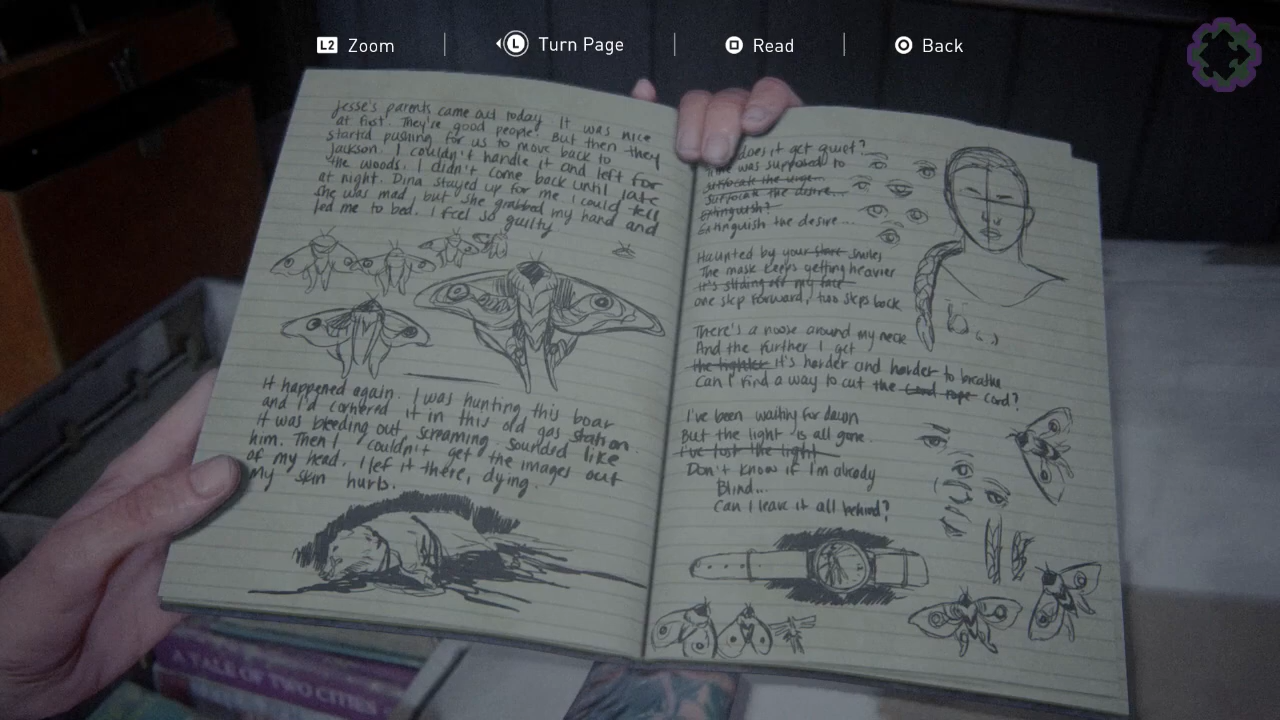 L2 Zoom
L Turn Page
Read
Back
Jesse's parents came out today. It was nice
at first. They're good people. But then they
started pushing for us to move back to
Jackson. I couldn't handle it and left for
the woods. I didn't come back until late
at night. Dina stayed up for me I could tell
she was mad but she grabbed my hand and
led me to bed. I feel so guilty
It happened again. I was hunting this boar
and I'd cornered it in this old gas station.
It was bleeding out screaming. Sounded like
him. Then I couldn't get the images out
of my head. I lef it there, dying.
My skin hurts.
does it get quiet?
Time was supposed to
suffocate the urge...
suffocate the desire...
extinguish?
Extinguish the desire...
Haunted by your stare smiles
The mask keeps getting heavier
It's sliding off my face
One step forward, two steps back
There's a noose around my neck
And the further I get
the tighter it's harder and harder to breathe
Can I find a way to cut the cord rope cord?
I've been waiting for dawn
But the light is all gone.
I've lost the light
Don't know if I'm already
Blind...
Can I leave it all behind?
A TALE OF TWO CITIES